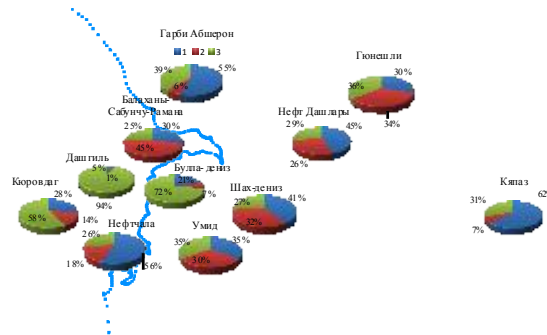 Гарби Абшерон
1 2 3
39%
55%
6%
Гюнешли
36%
30%
34%
Балаханы-
Сабунчу-Рамана
25%
30%
45%
Нефт Дашлары
29%
45%
26%
Дашгиль
5%
1%
94%
Булла- дениз
21%
72%
7%
Кюровдаг
28%
58%
14%
Шах-дениз
27%
41%
32%
Кяпаз
31%
62
7%
Нефтчала
26%
18%
56%
Умид
35%
35%
30%